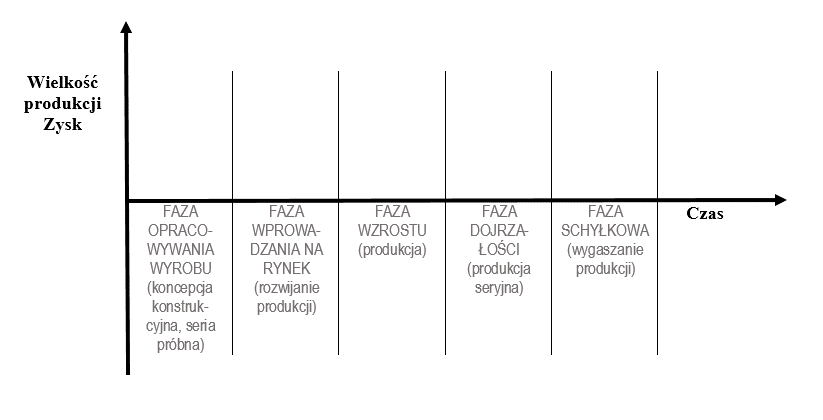 Wielkość
produkcji
Zysk
FAZA
OPRACO-
WYWANIA
WYROBU
(koncepcja
konstruk-
cyjna, seria
próbna)
FAZA
WPROWA-
DZANIA NA
RYNEK
(rozwijanie
produkcji)
FAZA
WZROSTU
(produkcja)
FAZA
DOJRZA-
ŁOŚCI
(produkcja
seryjna)
FAZA
SCHYŁKOWA
(wygaszanie
produkcji)
Czas